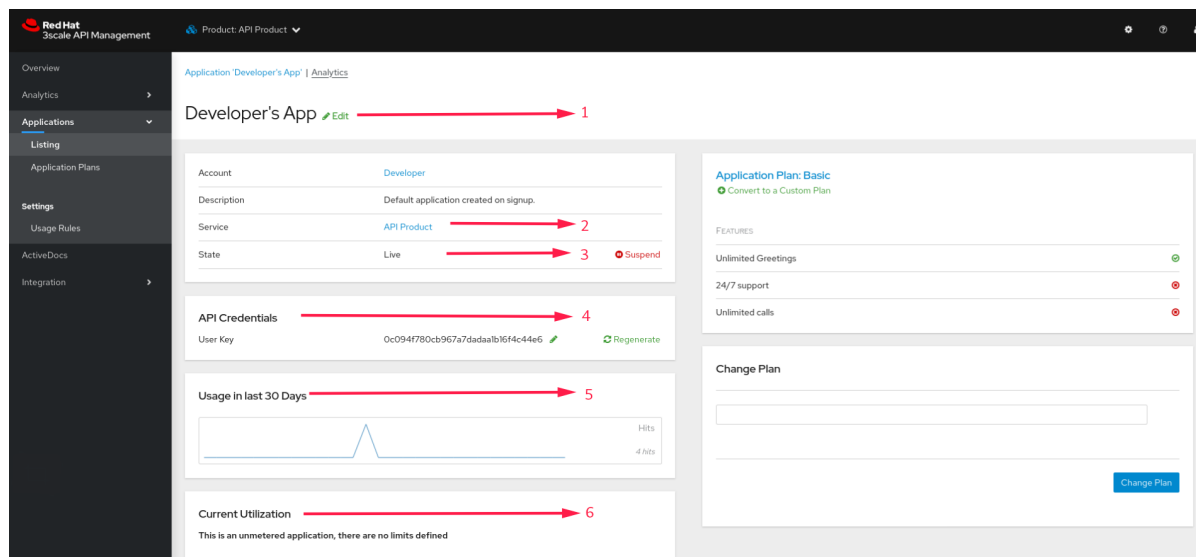 Red Hat
3scale API Management
Product: API Product
Overview
Analytics
Applications
Listing
Application Plans
Settings
Usage Rules
ActiveDocs
Integration
Application 'Developer's App' | Analytics
Developer's App Edit 1
Account Developer
Description Default application created on signup.
Service API Product 2
State Live 3 Suspend
API Credentials 4
User Key 0c094f780cb967a7dadaa1b16f4c44e6 Regenerate
Usage in last 30 Days 5
Hits
4 hits
Current Utilization 6
This is an unmetered application, there are no limits defined
Application Plan: Basic
Convert to a Custom Plan
FEATURES
Unlimited Greetings
24/7 support
Unlimited calls
Change Plan
Change Plan